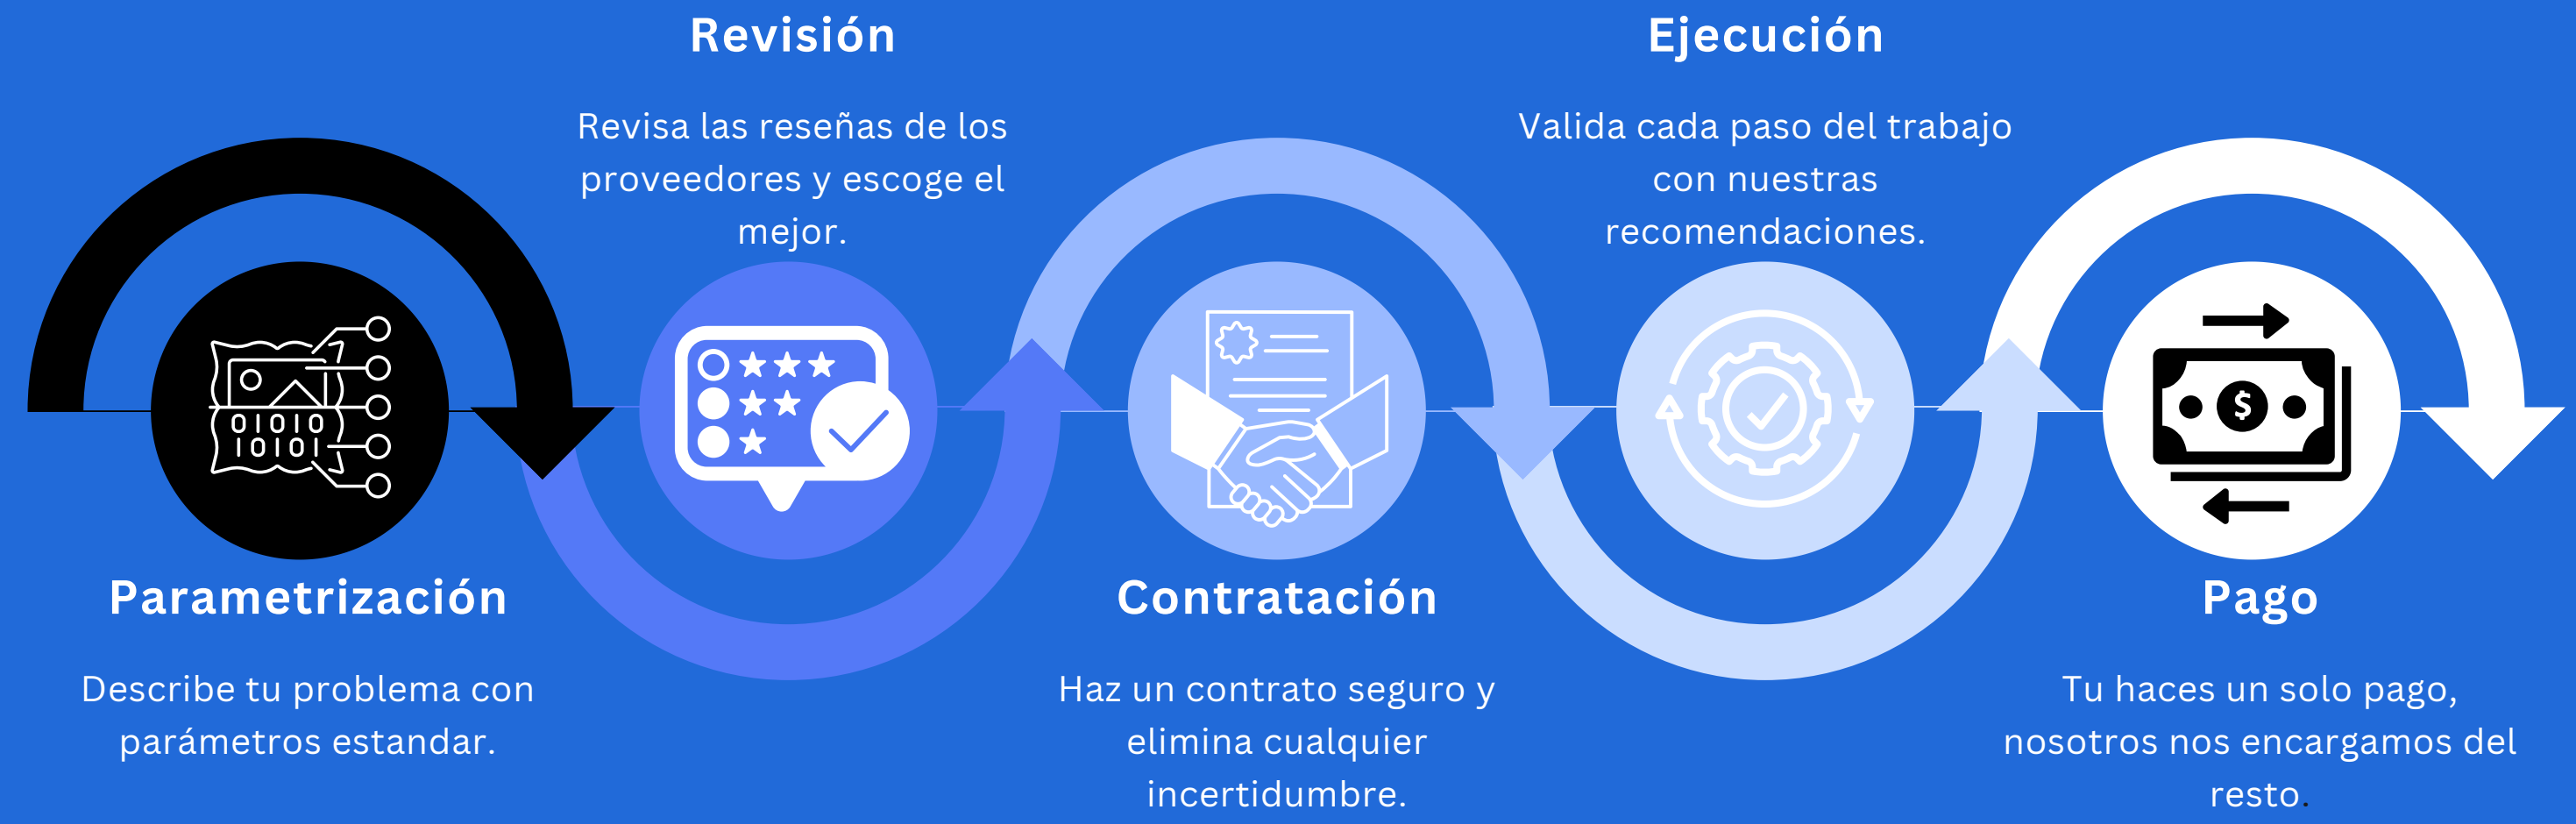 Parametrización
Describe tu problema con
parámetros estandar.
Revisión
Revisa las reseñas de los
proveedores y escoge el
mejor.
Contratación
Haz un contrato seguro y
elimina cualquier
incertidumbre.
Ejecución
Valida cada paso del trabajo
con nuestras
recomendaciones.
Pago
Tu haces un solo pago,
nosotros nos encargamos del
resto.
01010
10101
$